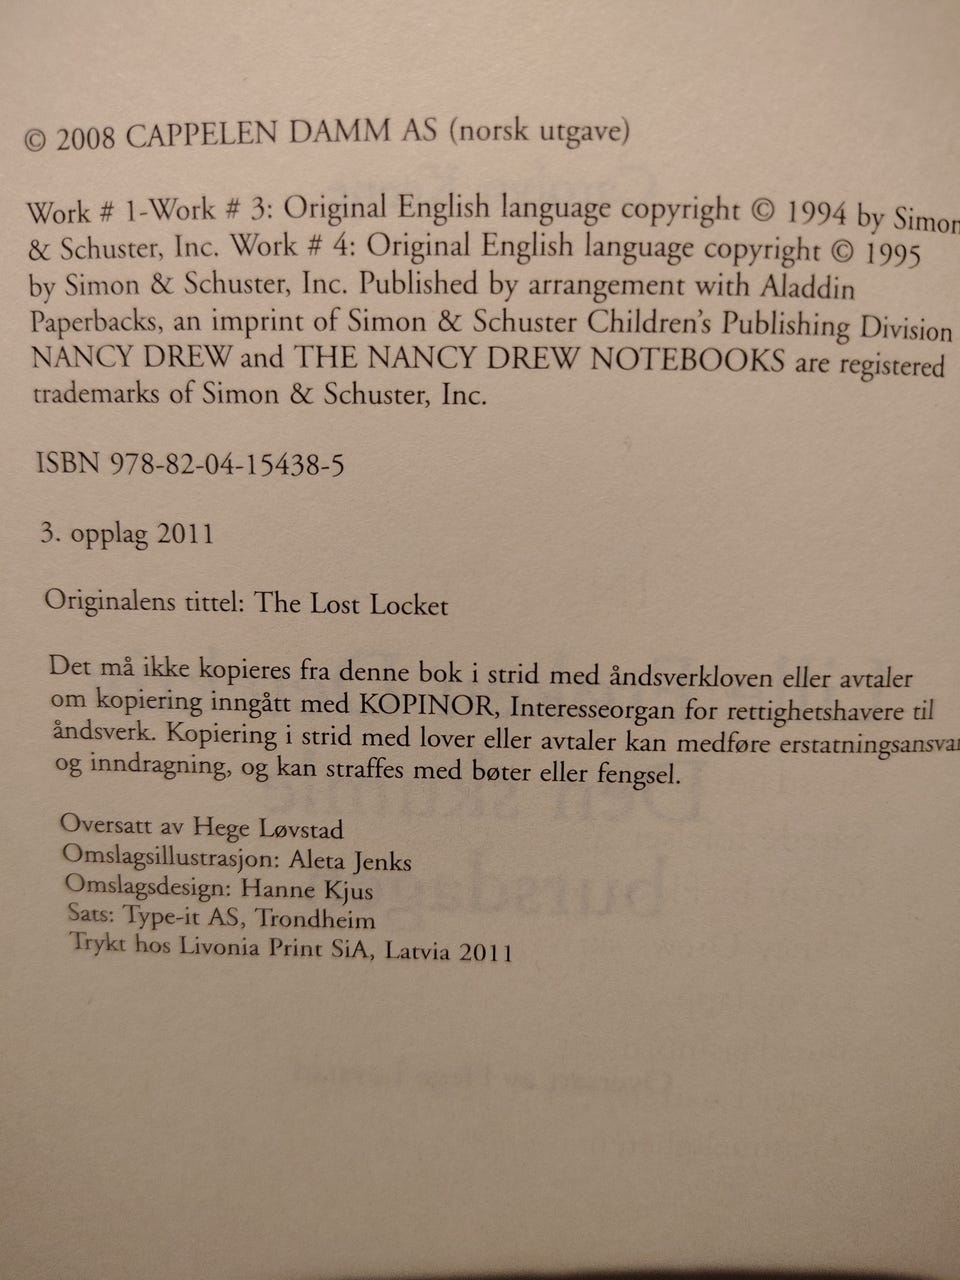 © 2008 CAPPELEN DAMM AS (norsk utgave)
Work # 1-Work # 3: Original English language copyright © 1994 by Simon
& Schuster, Inc. Work # 4: Original English language copyright © 1995
by Simon & Schuster, Inc. Published by arrangement with Aladdin
Paperbacks, an imprint of Simon & Schuster Children's Publishing Division
NANCY DREW and THE NANCY DREW NOTEBOOKS are registered
trademarks of Simon & Schuster, Inc.
ISBN 978-82-04-15438-5
3. opplag 2011
Originalens tittel: The Lost Locket
Det må ikke kopieres fra denne bok i strid med åndsverkloven eller avtaler
om kopiering inngått med KOPINOR, Interesseorgan for rettighetshavere til
åndsverk. Kopiering i strid med lover eller avtaler kan medføre erstatningsansvar
og inndragning, og kan straffes med bøter eller fengsel.
Oversatt av Hege Løvstad
Omslagsillustrasjon: Aleta Jenks
Omslagsdesign: Hanne Kjus
Sats: Type-it AS, Trondheim
Trykt hos Livonia Print SiA, Latvia 2011